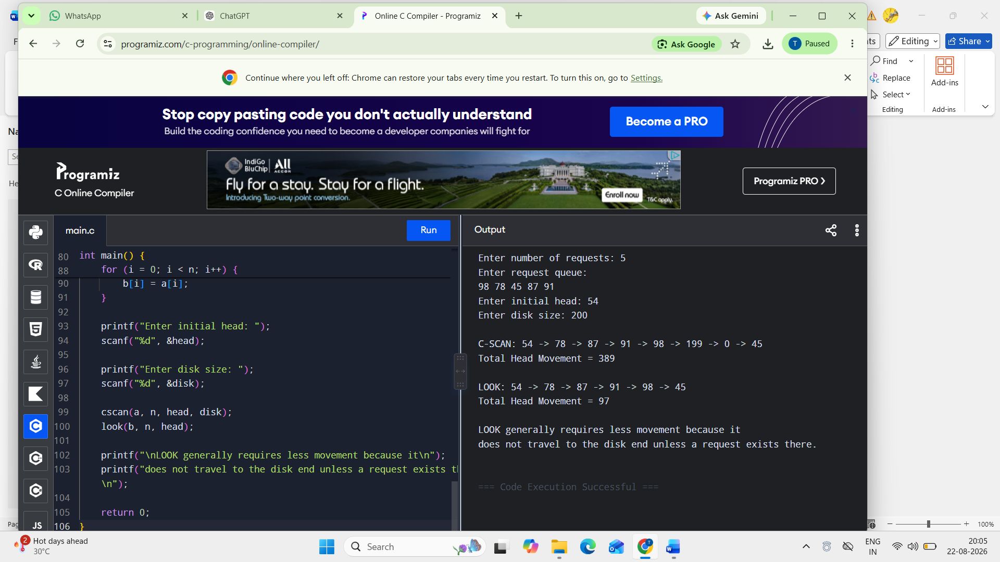 WhatsApp
ChatGPT
Online C Compiler - Programiz
Ask Gemini
programiz.com/c-programming/online-compiler/
Ask Google
T
Paused
Editing
Share
Continue where you left off: Chrome can restore your tabs every time you restart. To turn this on, go to Settings.
Find
Replace
Select
Editing
Add-ins
Add-ins
Stop copy pasting code you don't actually understand
Build the coding confidence you need to become a developer companies will fight for
Become a PRO
Programiz
C Online Compiler
IndiGo
BluChip
All
ACCOR
Fly for a stay. Stay for a flight.
Introducing Two-way point conversion.
Enroll now
T&C apply.
Programiz PRO
main.c
Run
Output
80 int main() {
88 for (i = 0; i < n; i++) {
90 b[i] = a[i];
91 }
92
93 printf("Enter initial head: ");
94 scanf("%d", &head);
95
96 printf("Enter disk size: ");
97 scanf("%d", &disk);
98
99 cscan(a, n, head, disk);
100 look(b, n, head);
101
102 printf("\nLOOK generally requires less movement because it\n");
103 printf("does not travel to the disk end unless a request exists
\n");
104
105 return 0;
106 }
Enter number of requests: 5
Enter request queue:
98 78 45 87 91
Enter initial head: 54
Enter disk size: 200
C-SCAN: 54 -> 78 -> 87 -> 91 -> 98 -> 199 -> 0 -> 45
Total Head Movement = 389
LOOK: 54 -> 78 -> 87 -> 91 -> 98 -> 45
Total Head Movement = 97
LOOK generally requires less movement because it
does not travel to the disk end unless a request exists there.
=== Code Execution Successful ===
JS
100%
2
Hot days ahead
30°C
Search
ENG
IN
20:05
22-08-2026